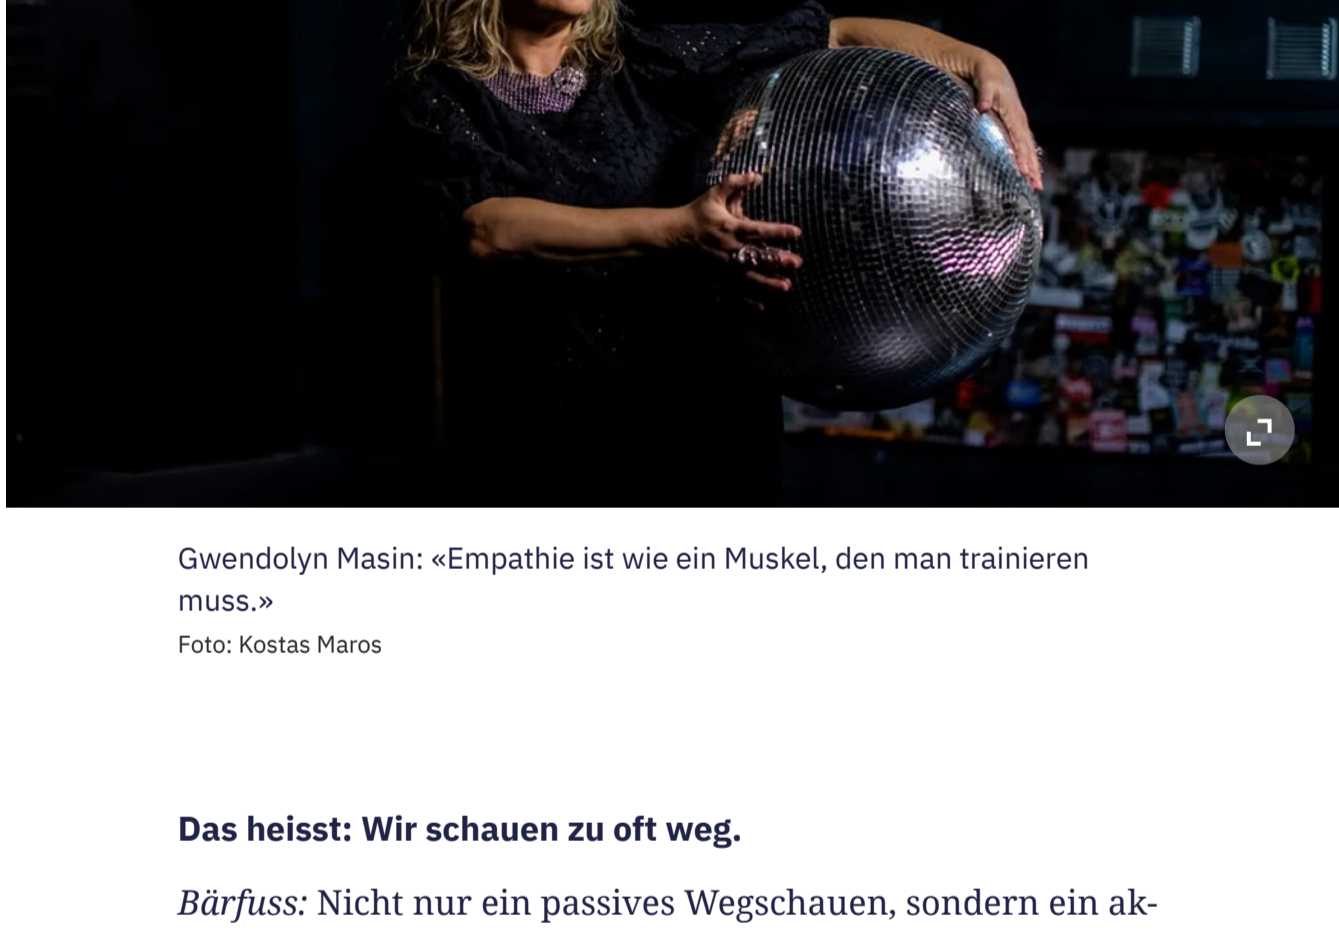 Gwendolyn Masin: «Empathie ist wie ein Muskel, den man trainieren
muss.»
Foto: Kostas Maros
Das heisst: Wir schauen zu oft weg.
Bärfuss: Nicht nur ein passives Wegschauen, sondern ein ak-